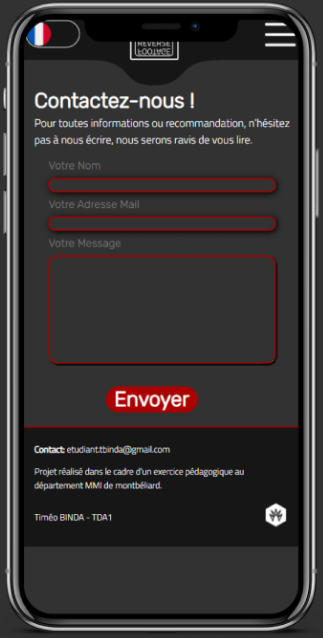 REVERSE
FOOTAGE
Contactez-nous !
Pour toutes informations ou recommandation, n'hésitez
pas à nous écrire, nous serons ravis de vous lire.
Votre Nom
Votre Adresse Mail
Votre Message
Envoyer
Contact: etudiant.tbinda@gmail.com
Projet réalisé dans le cadre d'un exercice pédagogique au
département MMI de montbéliard.
Timéo BINDA - TDA1